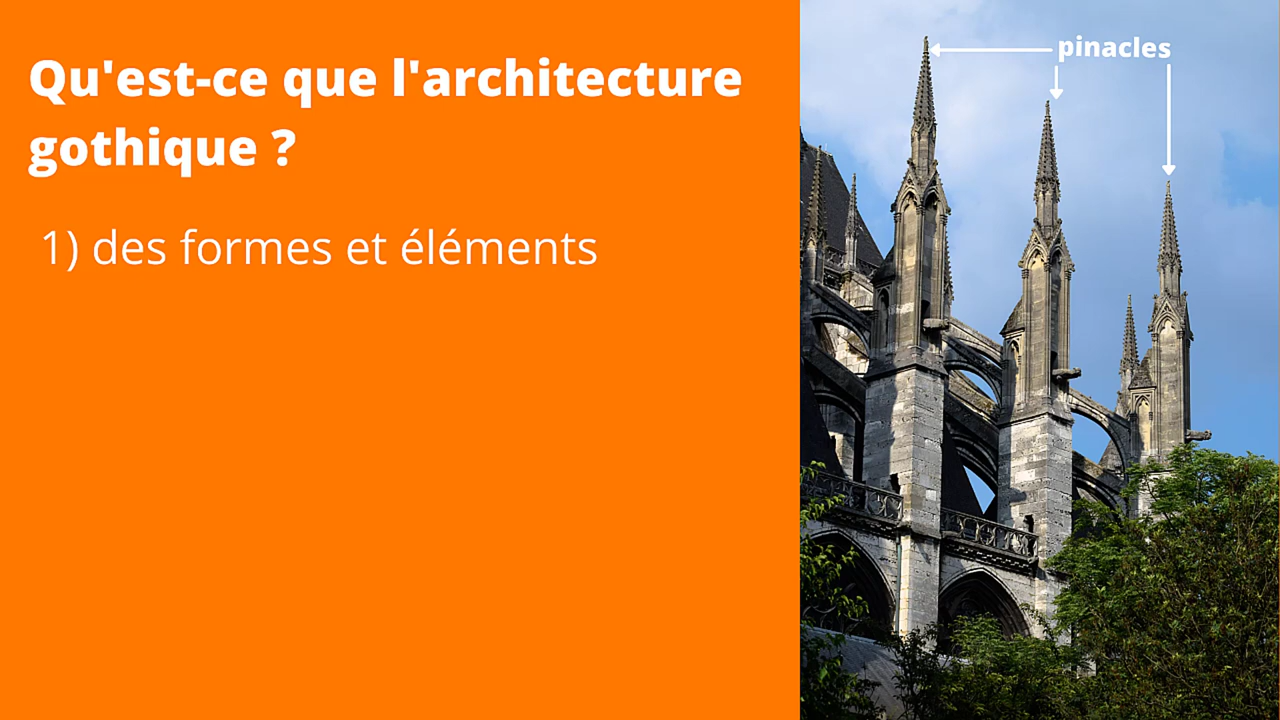 Qu'est-ce que l'architecture
gothique ?
1) des formes et éléments
pinacles